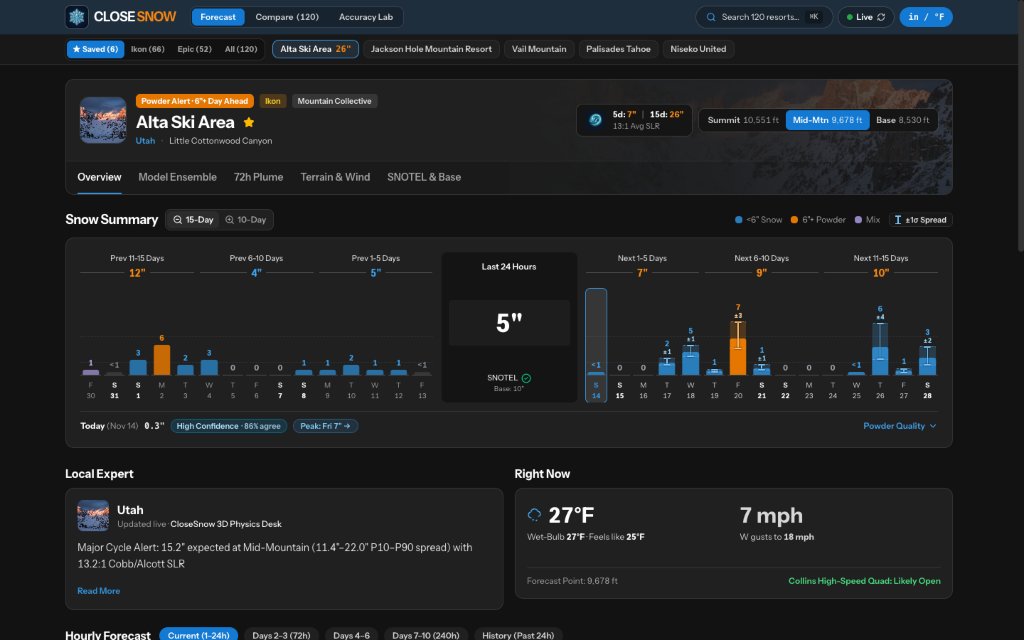 CLOSESNOW Forecast Compare (120) Accuracy Lab Search 120 resorts... ⌘K Live in / °F
★ Saved (6) Ikon (66) Epic (52) All (120) Alta Ski Area 26" Jackson Hole Mountain Resort Vail Mountain Palisades Tahoe Niseko United
Powder Alert · 6"+ Day Ahead Ikon Mountain Collective
Alta Ski Area
Utah · Little Cottonwood Canyon
5d: 7" | 15d: 26"
13:1 Avg SLR
Summit 10,551 ft Mid-Mtn 9,678 ft Base 8,530 ft
Overview Model Ensemble 72h Plume Terrain & Wind SNOTEL & Base
Snow Summary 15-Day 10-Day <6" Snow 6"+ Powder Mix ±1σ Spread
Prev 11-15 Days Prev 6-10 Days Prev 1-5 Days
12" 4" 5"
1 <1 3 6 2 3 0 0 0 1 1 2 1 1 <1
F S S M T W T F S S M T W T F
30 31 1 2 3 4 5 6 7 8 9 10 11 12 13
Last 24 Hours
5"
SNOTEL
Base: 10"
Next 1-5 Days Next 6-10 Days Next 11-15 Days
7" 9" 10"
<1 0 0 2 5 1 7 1 0 0 0 <1 6 1 3
±1 ±1 ±3 ±1 ±4 ±2
S S M T W T F S S M T W T F S
14 15 16 17 18 19 20 21 22 23 24 25 26 27 28
Today (Nov 14) 0.3" High Confidence · 86% agree Peak: Fri 7" → Powder Quality
Local Expert
Utah
Updated live · CloseSnow 3D Physics Desk
Major Cycle Alert: 15.2" expected at Mid-Mountain (11.4"–22.0" P10–P90 spread) with
13.2:1 Cobb/Alcott SLR
Read More
Right Now
27°F 7 mph
Wet-Bulb 27°F · Feels like 25°F W gusts to 18 mph
Forecast Point: 9,678 ft Collins High-Speed Quad: Likely Open
Hourly Forecast Current (1–24h) Days 2-3 (72h) Days 4–6 Days 7-10 (240h) History (Past 24h)